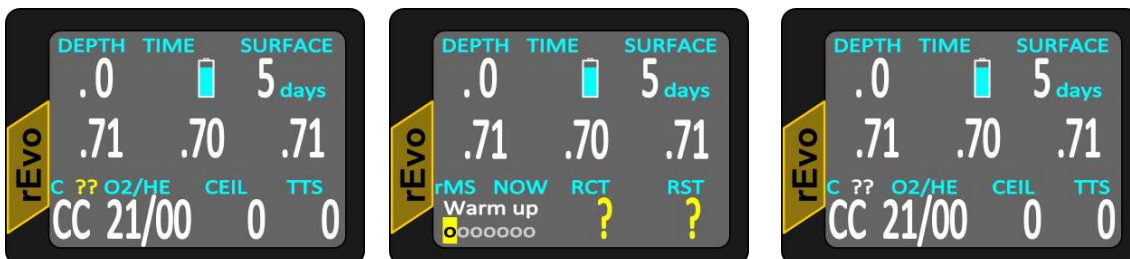 DEPTH TIME SURFACE
.0 5 days
.71 .70 .71
C ?? O2/HE CEIL TTS
CC 21/00 0 0
rEvo
DEPTH TIME SURFACE
.0 5 days
.71 .70 .71
rMS NOW RCT RST
Warm up ? ?
ooooooo
rEvo
DEPTH TIME SURFACE
.0 5 days
.71 .70 .71
C ?? O2/HE CEIL TTS
CC 21/00 0 0
rEvo